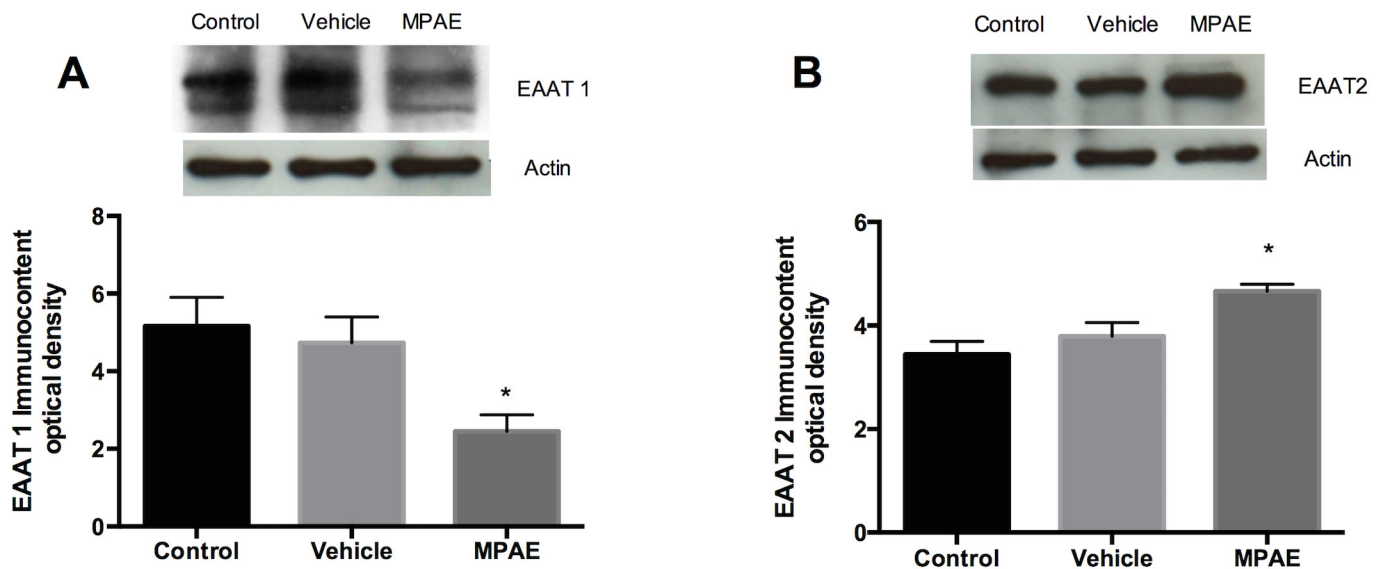 Control Vehicle MPAE
A
EAAT 1
Actin
EAAT 1 Immunocontent
optical density
8
6
4
2
0
*
Control Vehicle MPAE
Control Vehicle MPAE
B
EAAT2
Actin
EAAT 2 Immunocontent
optical density
6
4
2
0
*
Control Vehicle MPAE